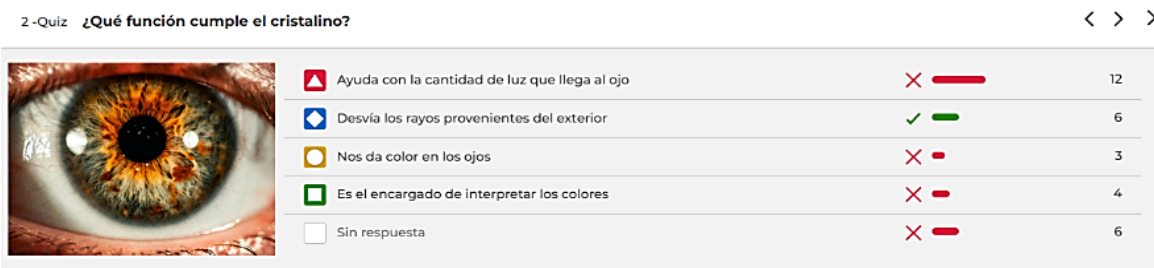 2 -Quiz ¿Qué función cumple el cristalino?
Ayuda con la cantidad de luz que llega al ojo 12
Desvía los rayos provenientes del exterior 6
Nos da color en los ojos 3
Es el encargado de interpretar los colores 4
Sin respuesta 6